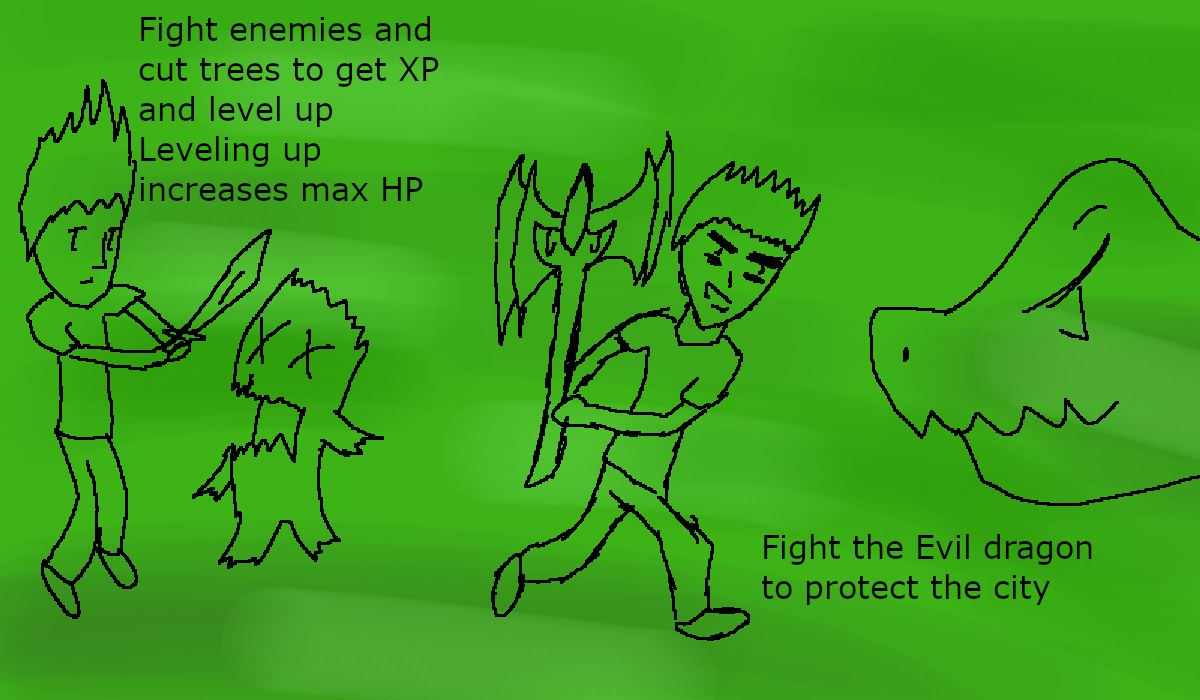 Fight enemies and
cut trees to get XP
and level up
Leveling up
increases max HP
Fight the Evil dragon
to protect the city